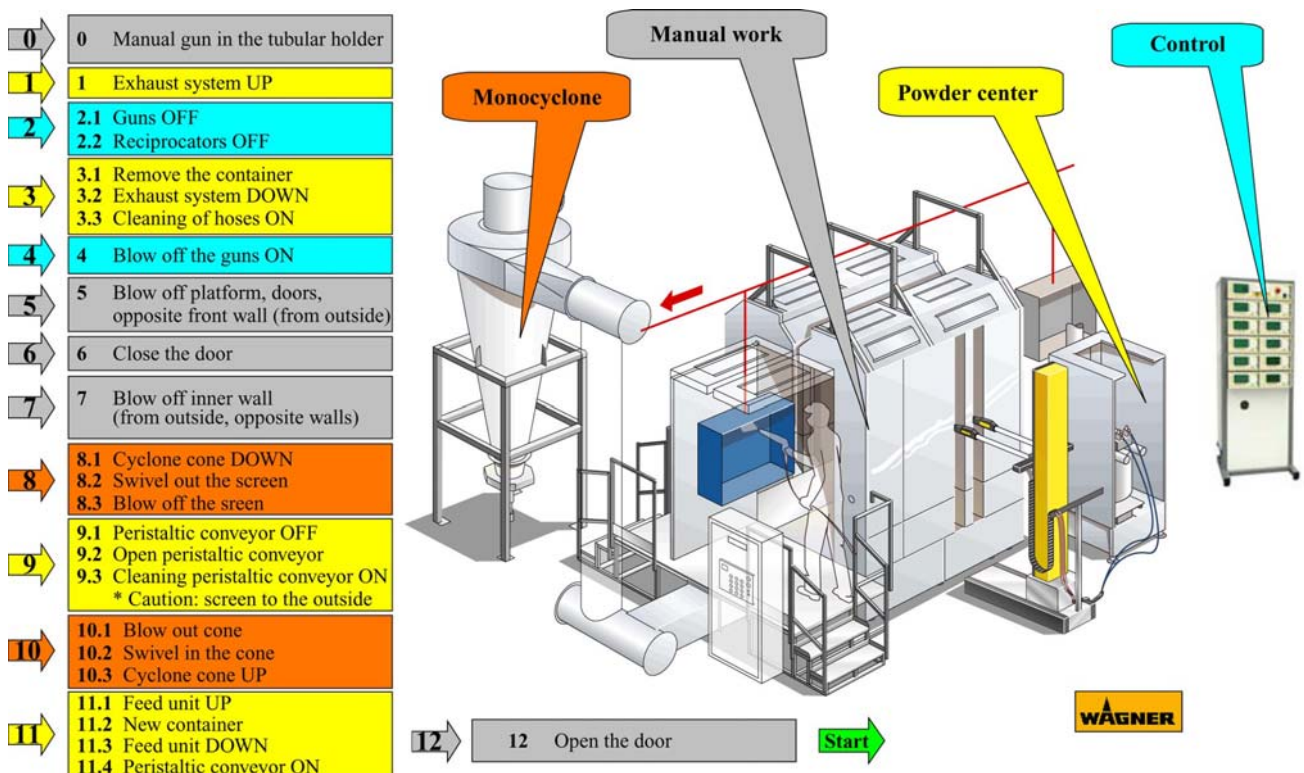 0
0 Manual gun in the tubular holder
1
1 Exhaust system UP
2
2.1 Guns OFF
2.2 Reciprocators OFF
3
3.1 Remove the container
3.2 Exhaust system DOWN
3.3 Cleaning of hoses ON
4
4 Blow off the guns ON
5
5 Blow off platform, doors,
opposite front wall (from outside)
6
6 Close the door
7
7 Blow off inner wall
(from outside, opposite walls)
8
8.1 Cyclone cone DOWN
8.2 Swivel out the screen
8.3 Blow off the sreen
9
9.1 Peristaltic conveyor OFF
9.2 Open peristaltic conveyor
9.3 Cleaning peristaltic conveyor ON
* Caution: screen to the outside
10
10.1 Blow out cone
10.2 Swivel in the cone
10.3 Cyclone cone UP
11
11.1 Feed unit UP
11.2 New container
11.3 Feed unit DOWN
11.4 Peristaltic conveyor ON
12
12 Open the door
Start
Monocyclone
Manual work
Powder center
Control
WAGNER